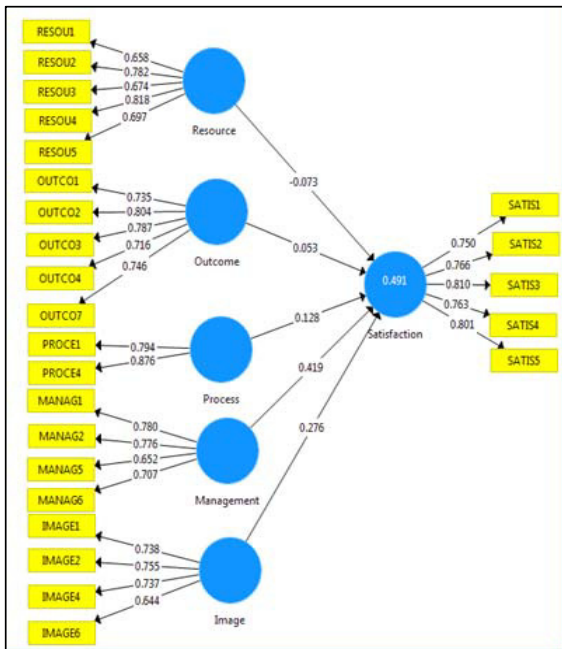 RESOU1
RESOU2
RESOU3
RESOU4
RESOU5
0.658
0.782
0.674
0.818
0.697
Resource
OUTCO1
OUTCO2
OUTCO3
OUTCO4
OUTCO7
0.735
0.804
0.787
0.716
0.746
Outcome
PROCE1
PROCE4
0.794
0.876
Process
MANAG1
MANAG2
MANAG5
MANAG6
0.780
0.776
0.652
0.707
Management
IMAGE1
IMAGE2
IMAGE4
IMAGE6
0.738
0.755
0.737
0.644
Image
-0.073
0.053
0.128
0.419
0.276
0.491
Satisfaction
0.750
0.766
0.810
0.763
0.801
SATIS1
SATIS2
SATIS3
SATIS4
SATIS5